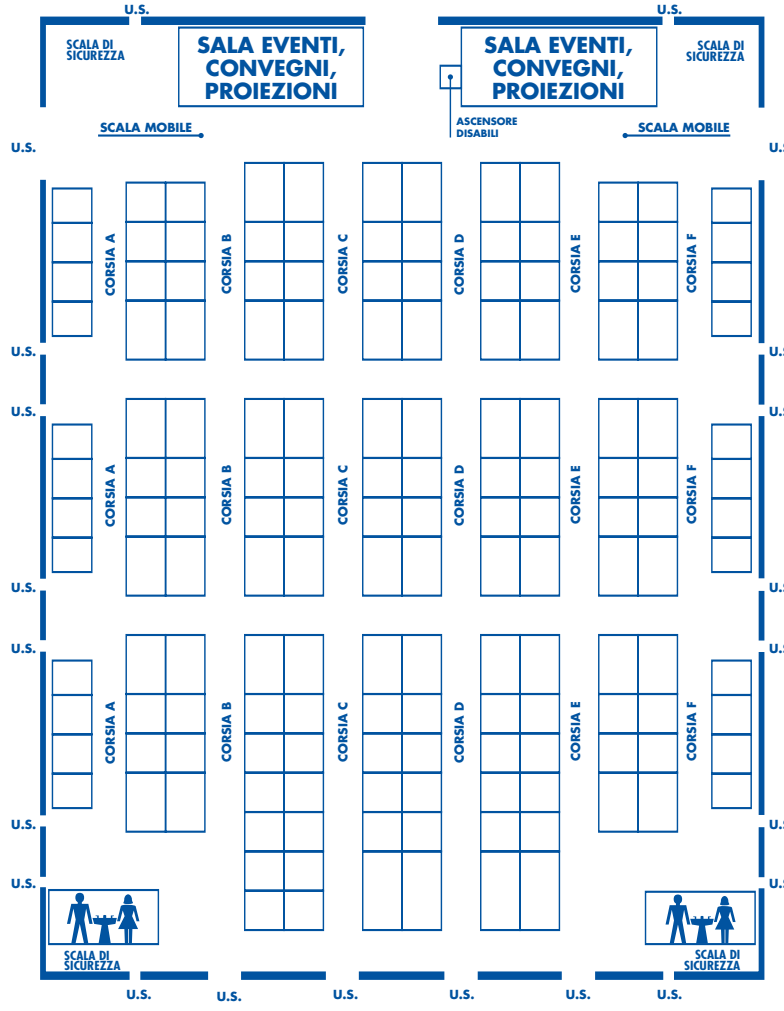 U.S.
U.S.
SCALA DI
SICUREZZA
SALA EVENTI,
CONVEGNI,
PROIEZIONI
SALA EVENTI,
CONVEGNI,
PROIEZIONI
SCALA DI
SICUREZZA
ASCENSORE
DISABILI
SCALA MOBILE
SCALA MOBILE
U.S.
U.S.
CORSIA A
CORSIA B
CORSIA C
CORSIA D
CORSIA E
CORSIA F
U.S.
U.S.
U.S.
U.S.
CORSIA A
CORSIA B
CORSIA C
CORSIA D
CORSIA E
CORSIA F
U.S.
U.S.
U.S.
U.S.
CORSIA A
CORSIA B
CORSIA C
CORSIA D
CORSIA E
CORSIA F
U.S.
U.S.
U.S.
U.S.
SCALA DI
SICUREZZA
SCALA DI
SICUREZZA
U.S.
U.S.
U.S.
U.S.
U.S.
U.S.